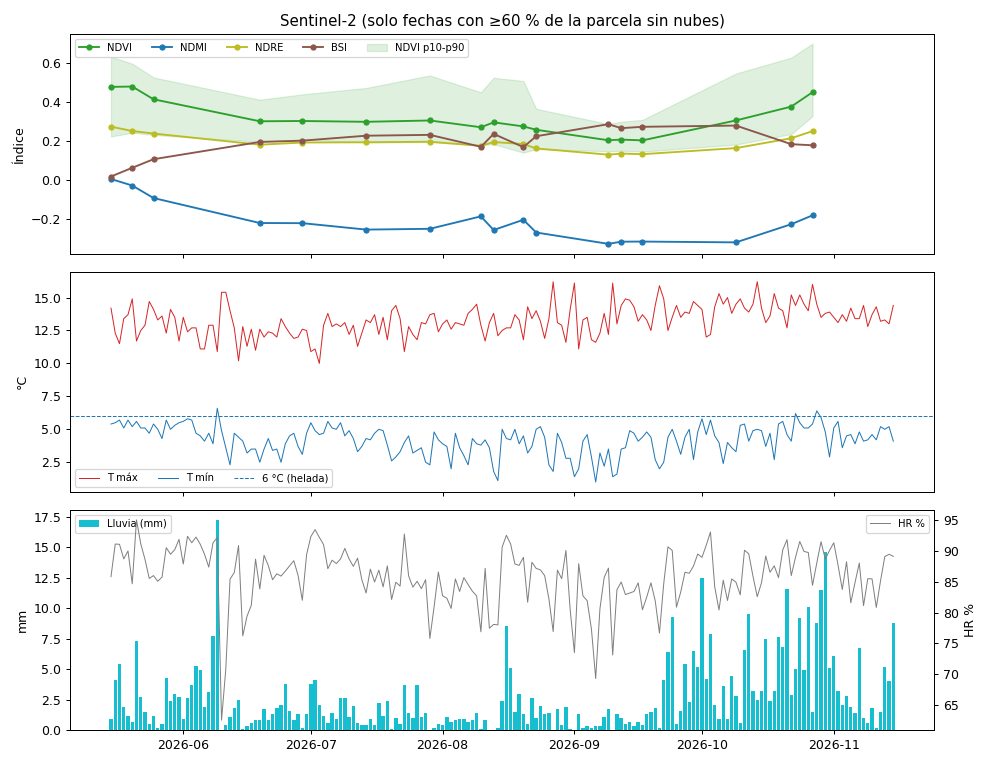 Sentinel-2 (solo fechas con ≥60 % de la parcela sin nubes)
NDVI NDMI NDRE BSI NDVI p10-p90
Índice
0.6
0.4
0.2
0.0
−0.2
°C
15.0
12.5
10.0
7.5
5.0
2.5
T máx T mín 6 °C (helada)
Lluvia (mm)
HR %
mm
17.5
15.0
12.5
10.0
7.5
5.0
2.5
0.0
95
90
85
80
75
70
65
HR %
2026-06 2026-07 2026-08 2026-09 2026-10 2026-11